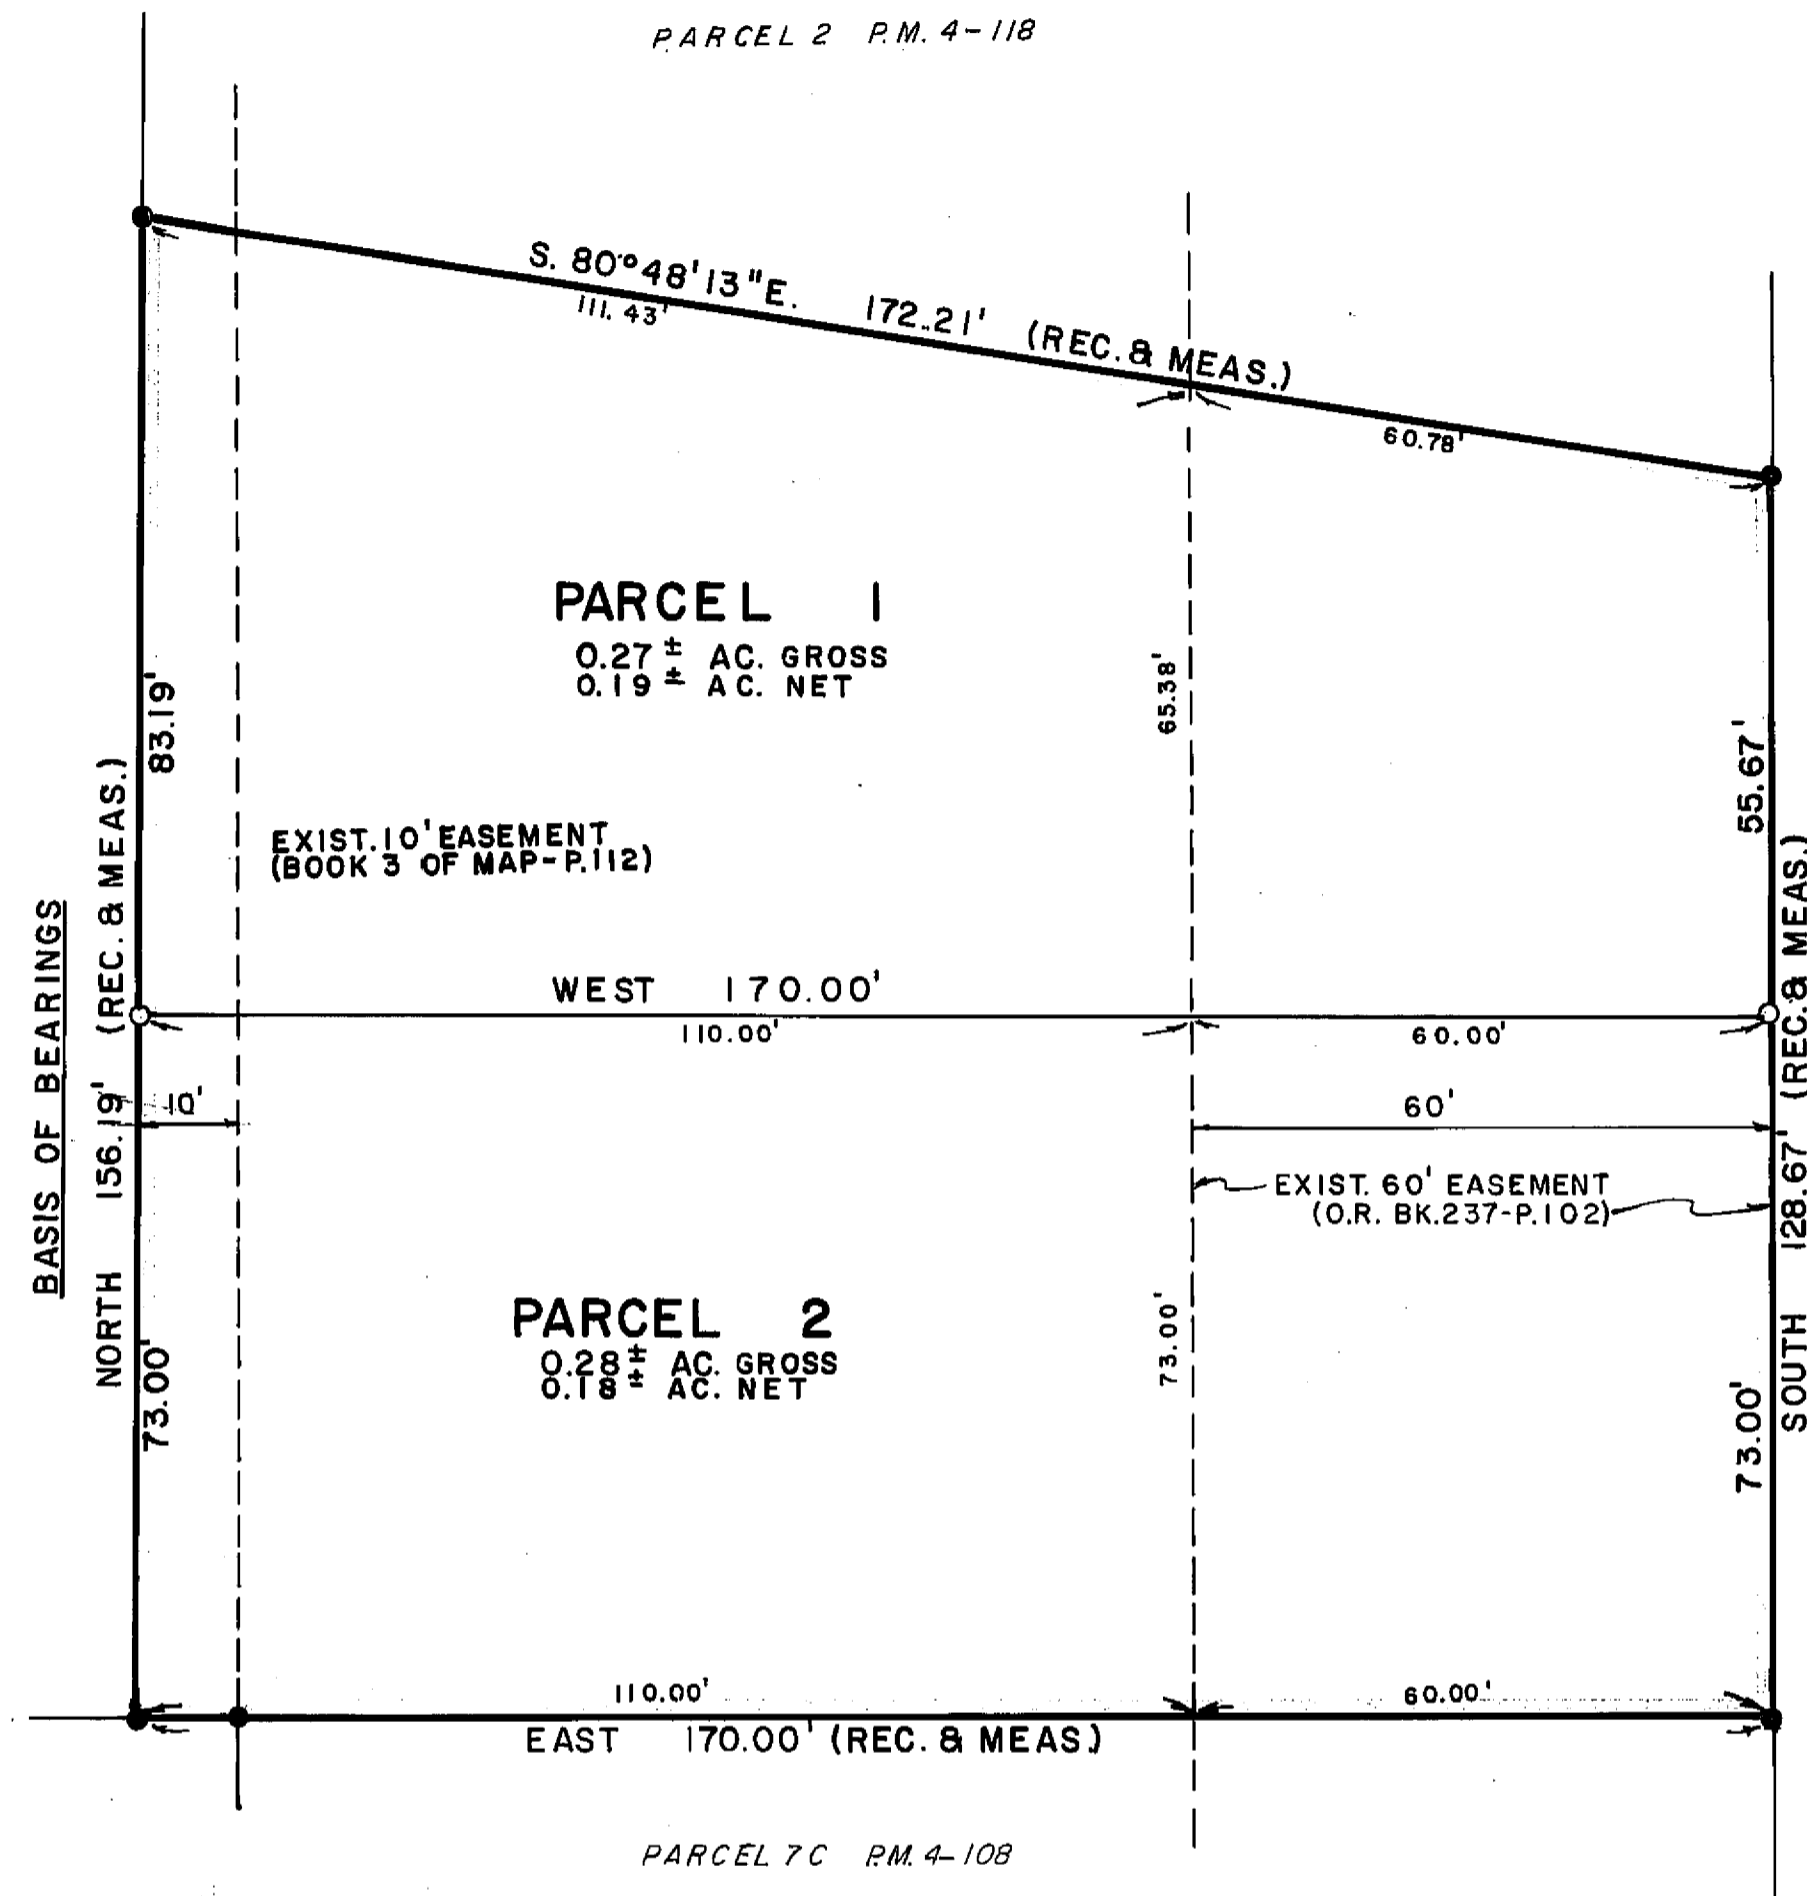 PARCEL 2 P.M. 4-118
S. 80°48'13"E. 172.21' (REC. & MEAS.)
111.43'
60.78'
PARCEL 1
0.27 ± AC. GROSS
0.19 ± AC. NET
83.19'
65.38'
55.67'
EXIST. 10' EASEMENT
(BOOK 3 OF MAP-P.112)
BASIS OF BEARINGS
NORTH 156.19' (REC. & MEAS.)
SOUTH 128.67' (REC. & MEAS.)
WEST 170.00'
110.00'
60.00'
10'
60'
EXIST. 60' EASEMENT
(O.R. BK.237-P.102)
PARCEL 2
0.28 ± AC. GROSS
0.18 ± AC. NET
73.00'
73.00'
73.00'
110.00'
60.00'
EAST 170.00' (REC. & MEAS.)
PARCEL 7C P.M. 4-108